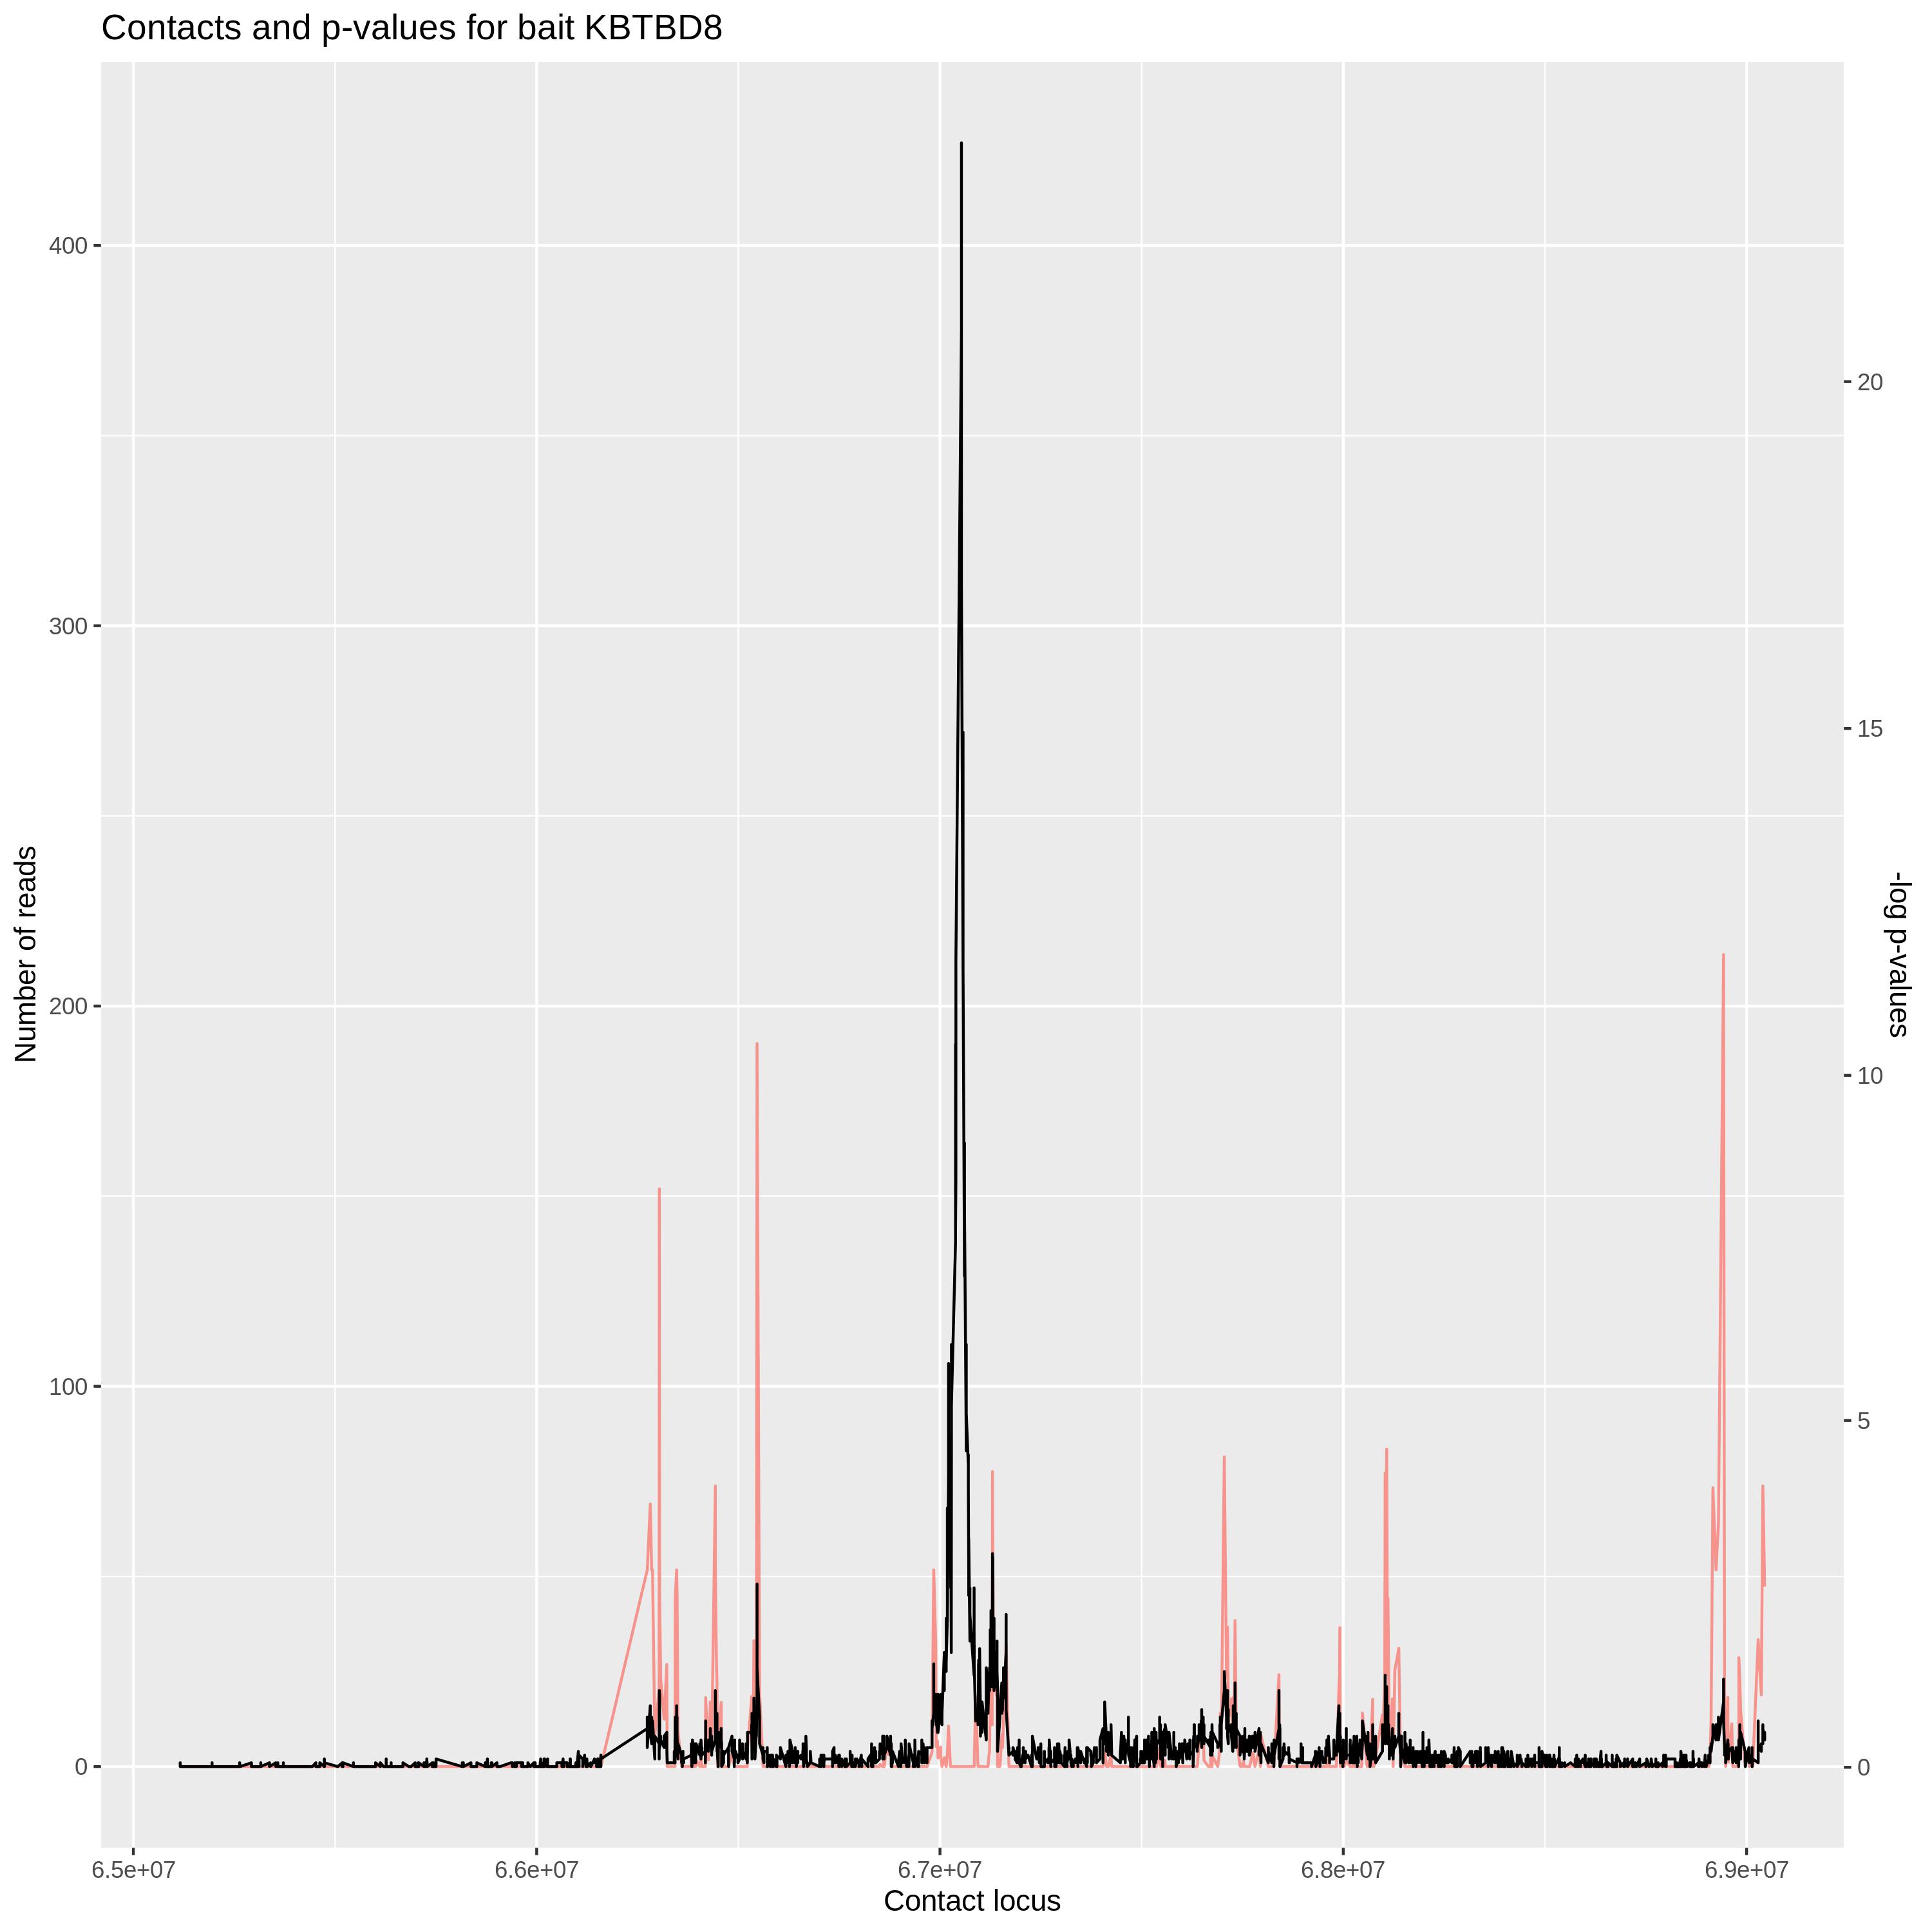 Contacts and p-values for bait KBTBD8
400
300
200
100
0
Number of reads
20
15
10
5
0
-log p-values
6.5e+07
6.6e+07
6.7e+07
6.8e+07
6.9e+07
Contact locus